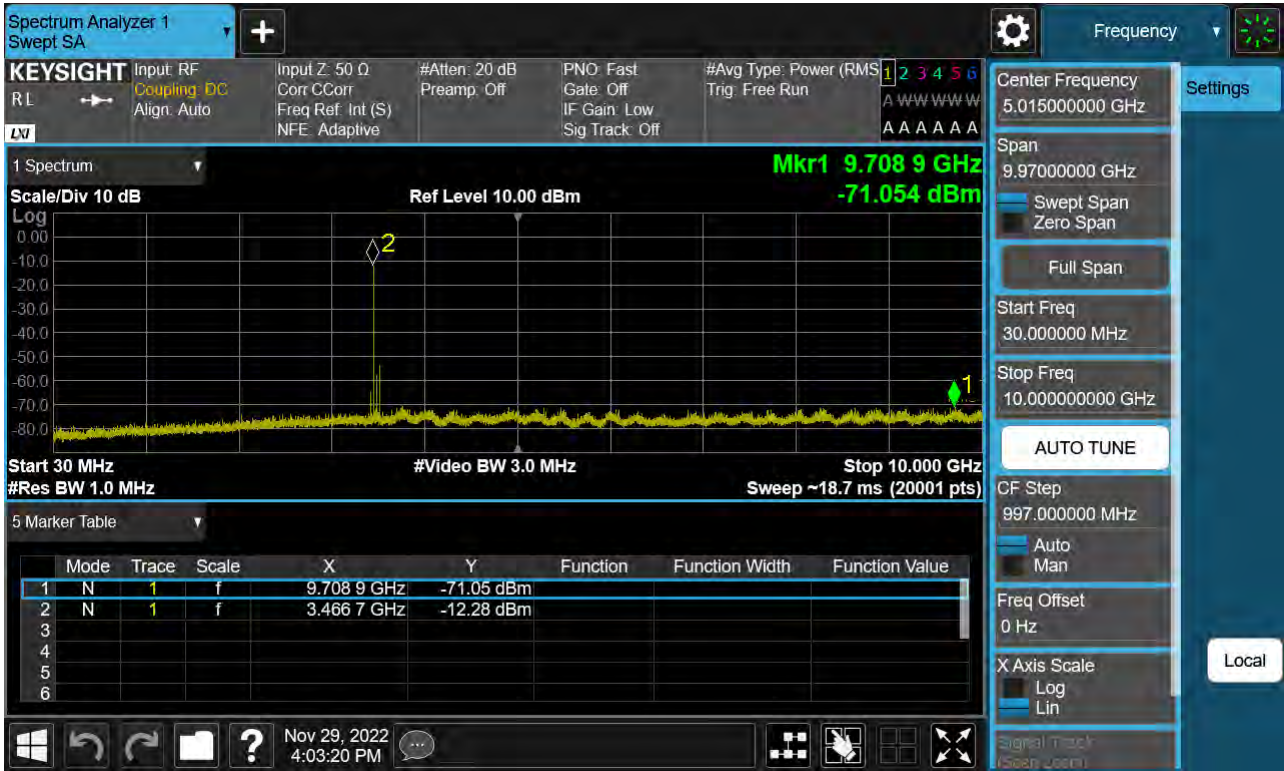 Spectrum Analyzer 1
Swept SA
+
Frequency
KEYSIGHT
RL
LXI
Input: RF
Coupling: DC
Align: Auto
Input Z: 50 Ω
Corr CCorr
Freq Ref: Int (S)
NFE: Adaptive
#Atten: 20 dB
Preamp: Off
PNO: Fast
Gate: Off
IF Gain: Low
Sig Track: Off
#Avg Type: Power (RMS
Trig: Free Run
1 2 3 4 5 6
A W W W W W
A A A A A A
1 Spectrum
Scale/Div 10 dB
Ref Level 10.00 dBm
Mkr1 9.708 9 GHz
-71.054 dBm
Log
0.00
-10.0
-20.0
-30.0
-40.0
-50.0
-60.0
-70.0
-80.0
2
1
Start 30 MHz
#Video BW 3.0 MHz
Stop 10.000 GHz
#Res BW 1.0 MHz
Sweep ~18.7 ms (20001 pts)
5 Marker Table
Mode Trace Scale X Y Function Function Width Function Value
1 N 1 f 9.708 9 GHz -71.05 dBm
2 N 1 f 3.466 7 GHz -12.28 dBm
3
4
5
6
?
Nov 29, 2022
4:03:20 PM
Center Frequency
5.015000000 GHz
Span
9.97000000 GHz
Swept Span
Zero Span
Full Span
Start Freq
30.000000 MHz
Stop Freq
10.000000000 GHz
AUTO TUNE
CF Step
997.000000 MHz
Auto
Man
Freq Offset
0 Hz
X Axis Scale
Log
Lin
Signal Track
(Span Zoom)
Settings
Local